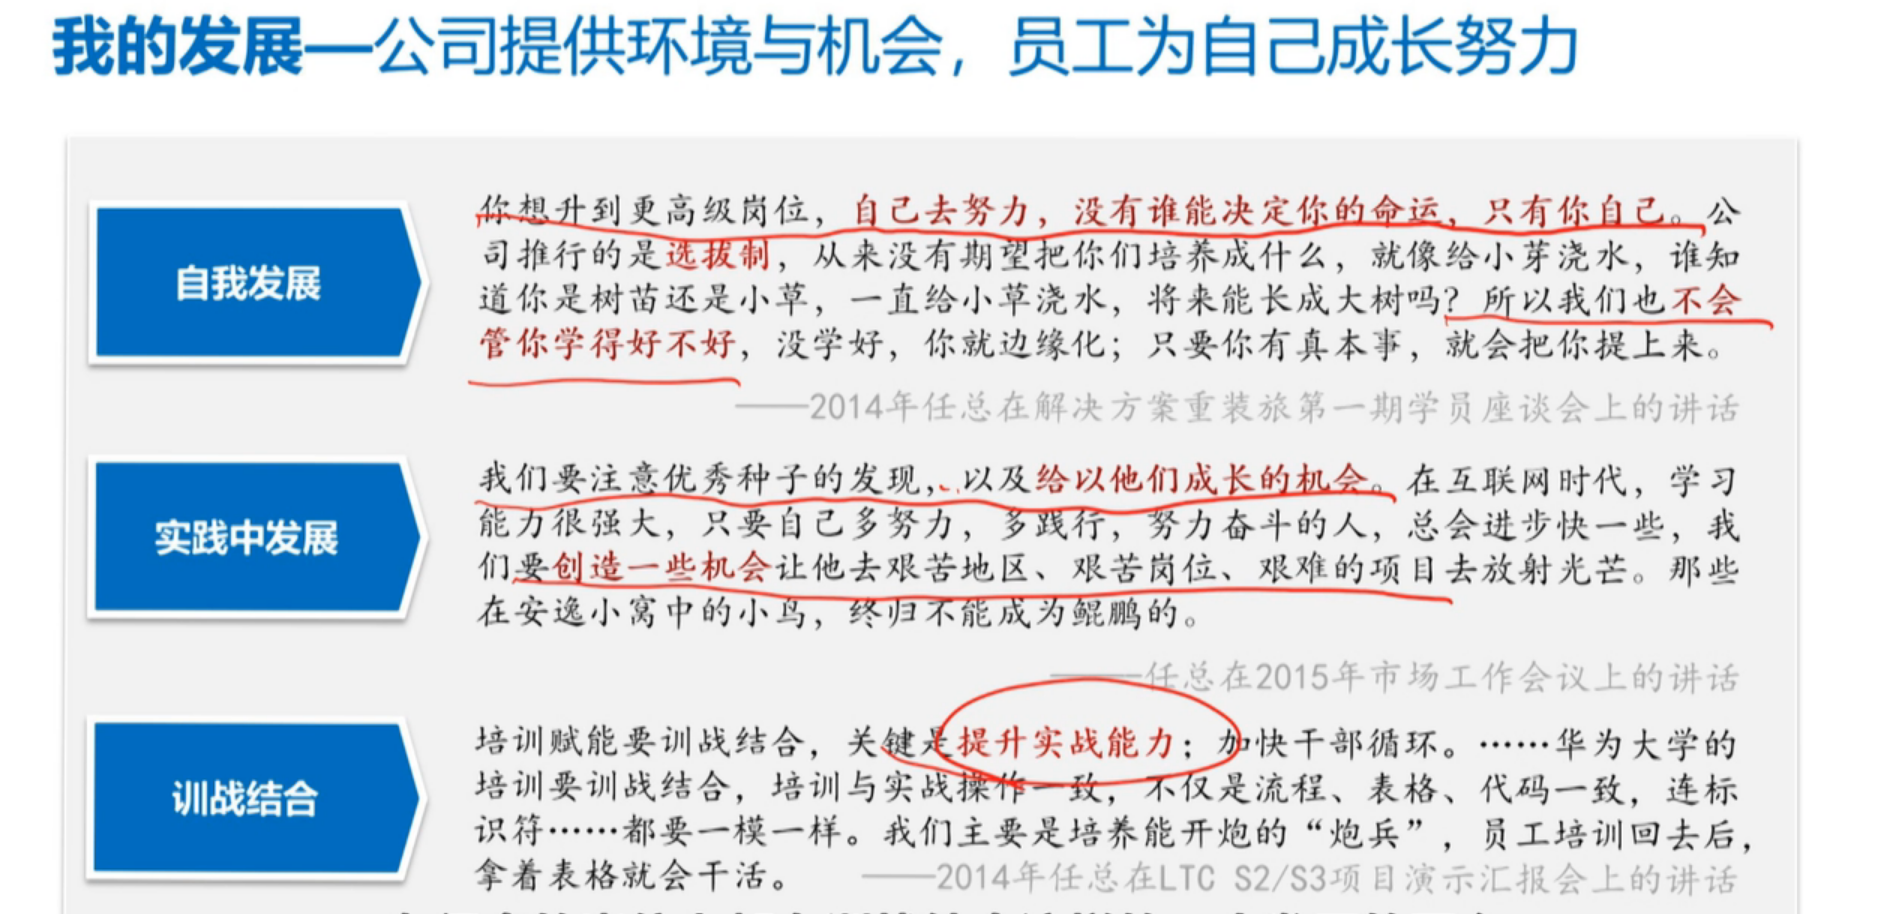 我的发展—公司提供环境与机会，员工为自己成长努力
自我发展
你想升到更高级岗位，自己去努力，没有谁能决定你的命运，只有你自己。公
司推行的是选拔制，从来没有期望把你们培养成什么，就像给小芽浇水，谁知
道你是树苗还是小草，一直给小草浇水，将来能长成大树吗？所以我们也不会
管你学得好不好，没学好，你就边缘化；只要你有真本事，就会把你提上来。
——2014年任总在解决方案重装旅第一期学员座谈会上的讲话
实践中发展
我们要注意优秀种子的发现，、以及给以他们成长的机会。在互联网时代，学习
能力很强大，只要自己多努力，多践行，努力奋斗的人，总会进步快一些，我
们要创造一些机会让他去艰苦地区、艰苦岗位、艰难的项目去放射光芒。那些
在安逸小窝中的小鸟，终归不能成为鲲鹏的。
——任总在2015年市场工作会议上的讲话
训战结合
培训赋能要训战结合，关键是提升实战能力；加快干部循环。……华为大学的
培训要训战结合，培训与实战操作一致，不仅是流程、表格、代码一致，连标
识符……都要一模一样。我们主要是培养能开炮的“炮兵”，员工培训回去后，
拿着表格就会干活。 ——2014年任总在LTC S2/S3项目演示汇报会上的讲话